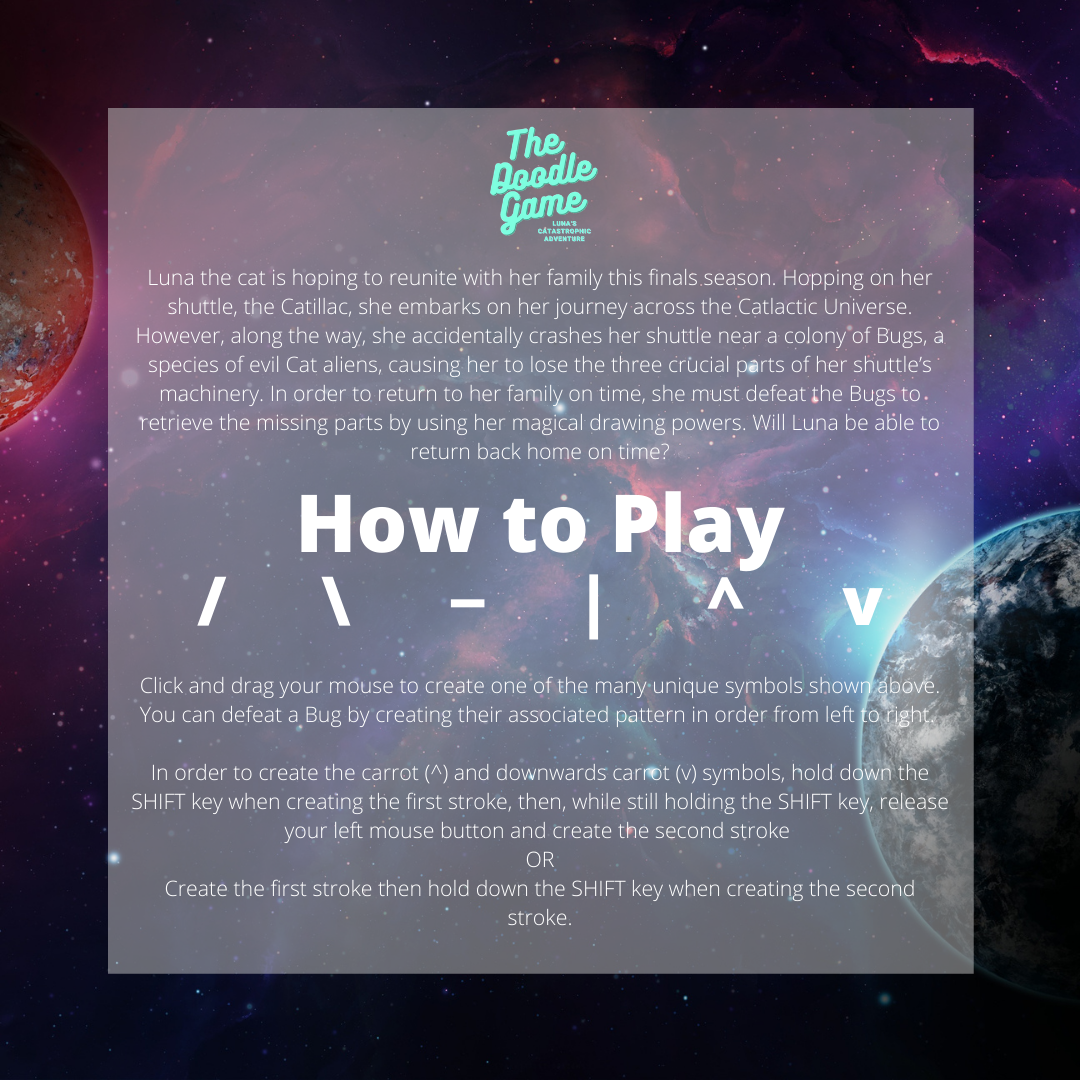 The
Doodle
Game
LUNA'S
CATASTROPHIC
ADVENTURE
Luna the cat is hoping to reunite with her family this finals season. Hopping on her
shuttle, the Catillac, she embarks on her journey across the Catlactic Universe.
However, along the way, she accidentally crashes her shuttle near a colony of Bugs, a
species of evil Cat aliens, causing her to lose the three crucial parts of her shuttle’s
machinery. In order to return to her family on time, she must defeat the Bugs to
retrieve the missing parts by using her magical drawing powers. Will Luna be able to
return back home on time?
How to Play
/ \ – | ^ v
Click and drag your mouse to create one of the many unique symbols shown above.
You can defeat a Bug by creating their associated pattern in order from left to right.
In order to create the carrot (^) and downwards carrot (v) symbols, hold down the
SHIFT key when creating the first stroke, then, while still holding the SHIFT key, release
your left mouse button and create the second stroke
OR
Create the first stroke then hold down the SHIFT key when creating the second
stroke.